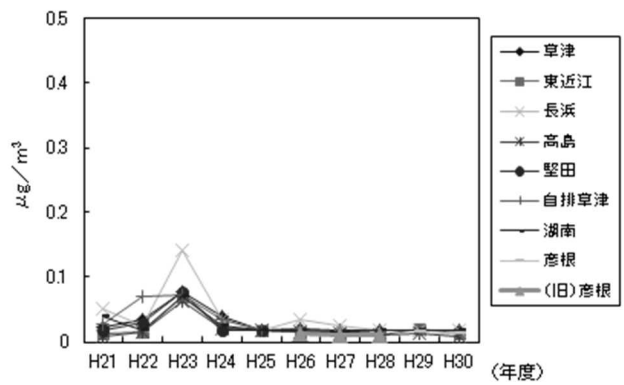 0.5
0.4
0.3
0.2
0.1
0
μg/m³
H21 H22 H23 H24 H25 H26 H27 H28 H29 H30
(年度)
草津
東近江
長浜
高島
堅田
自排草津
湖南
彦根
(旧)彦根